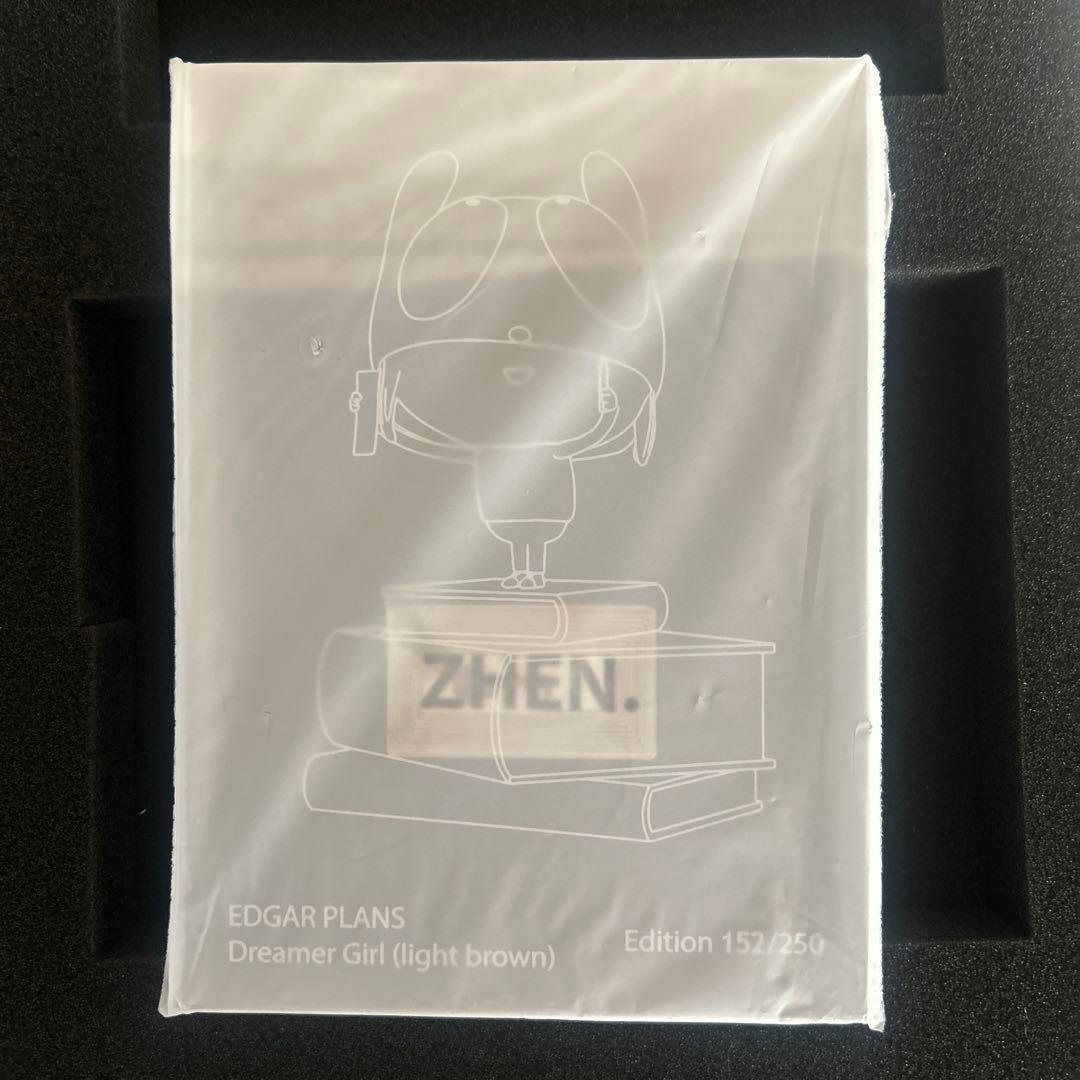 ZHEN.
EDGAR PLANS
Dreamer Girl (light brown)
Edition 152/250